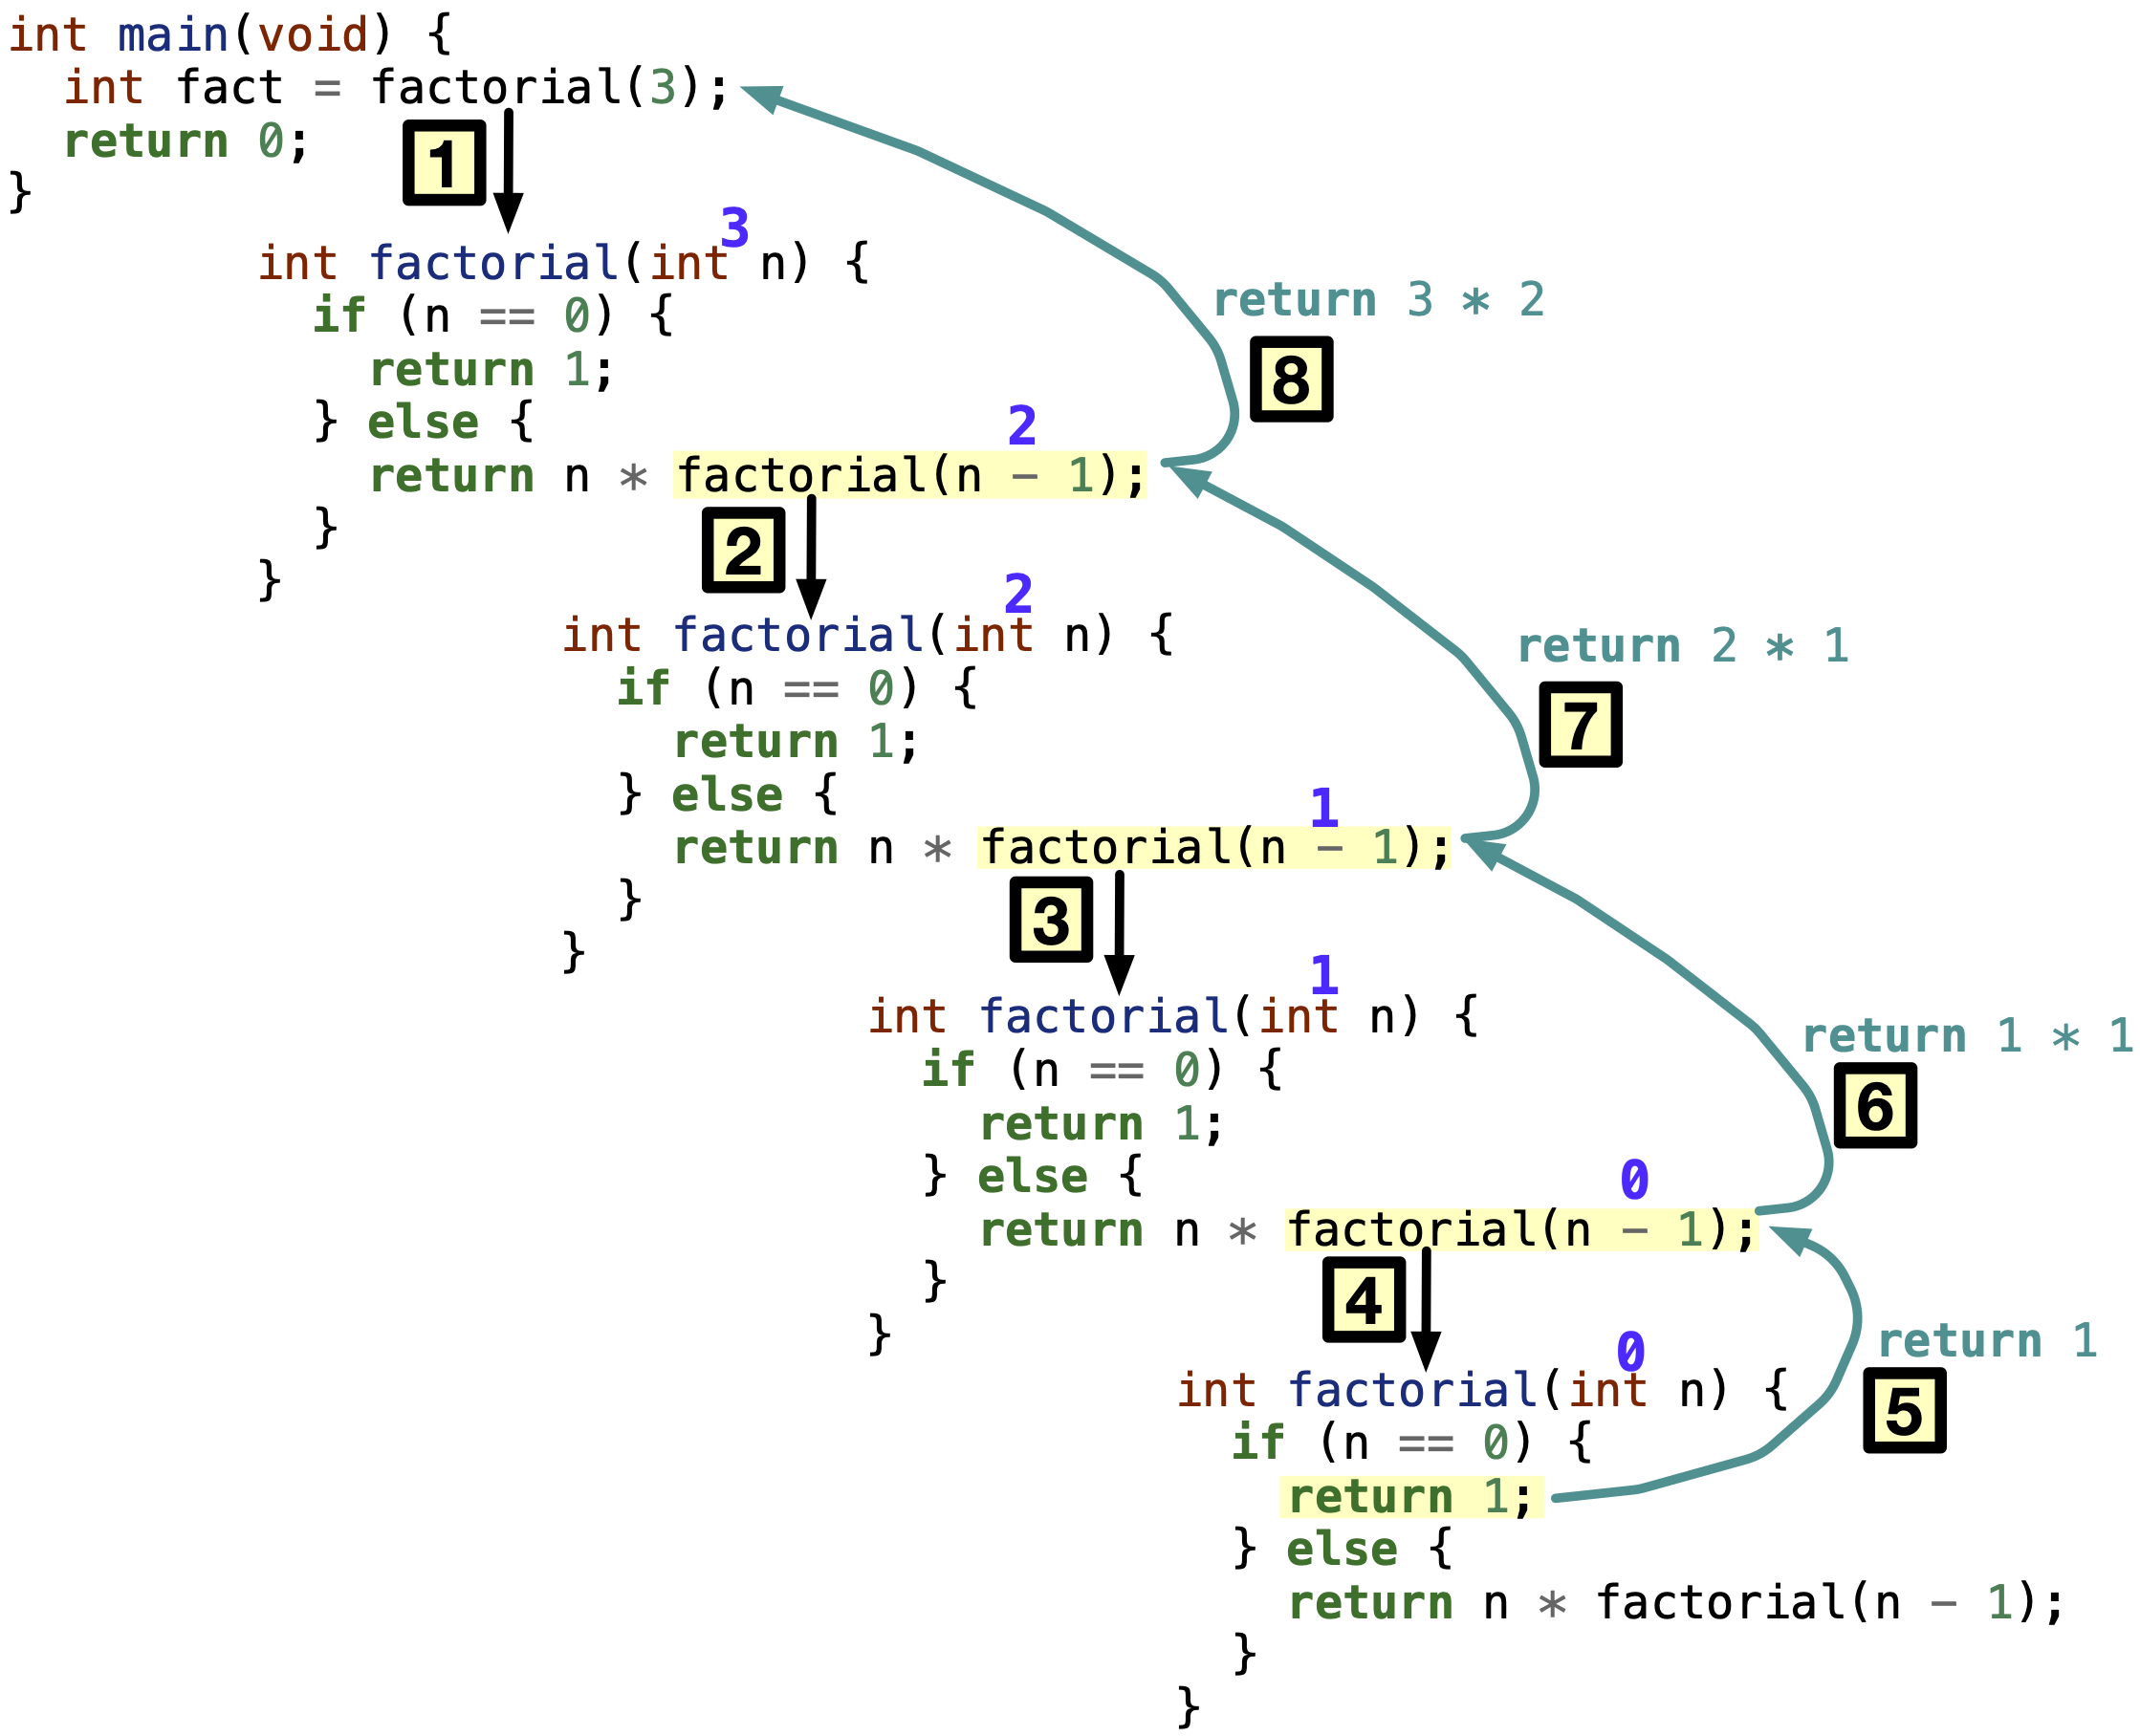 int main(void) {
int fact = factorial(3);
return 0;
1
}
3
int factorial(int n) {
if (n == 0) {
return 3 * 2
return 1;
8
} else {
2
return n * factorial(n - 1);
}
2
}
2
int factorial(int n) {
return 2 * 1
if (n == 0) {
7
return 1;
} else {
1
return n * factorial(n - 1);
}
3
}
1
int factorial(int n) {
return 1 * 1
if (n == 0) {
6
return 1;
} else {
0
return n * factorial(n - 1);
}
4
}
return 1
0
int factorial(int n) {
5
if (n == 0) {
return 1;
} else {
return n * factorial(n - 1);
}
}